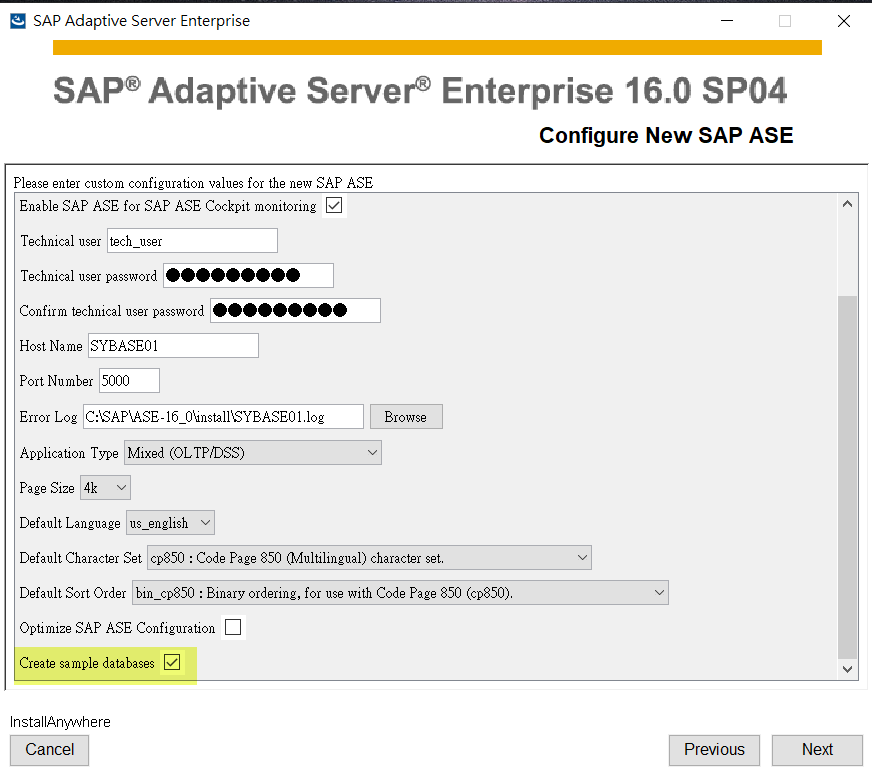 SAP Adaptive Server Enterprise
SAP® Adaptive Server® Enterprise 16.0 SP04
Configure New SAP ASE
Please enter custom configuration values for the new SAP ASE
Enable SAP ASE for SAP ASE Cockpit monitoring
Technical user tech_user
Technical user password ●●●●●●●●●
Confirm technical user password ●●●●●●●●●
Host Name SYBASE01
Port Number 5000
Error Log C:\SAP\ASE-16_0\install\SYBASE01.log Browse
Application Type Mixed (OLTP/DSS)
Page Size 4k
Default Language us_english
Default Character Set cp850 : Code Page 850 (Multilingual) character set.
Default Sort Order bin_cp850 : Binary ordering, for use with Code Page 850 (cp850).
Optimize SAP ASE Configuration
Create sample databases
InstallAnywhere
Cancel Previous Next